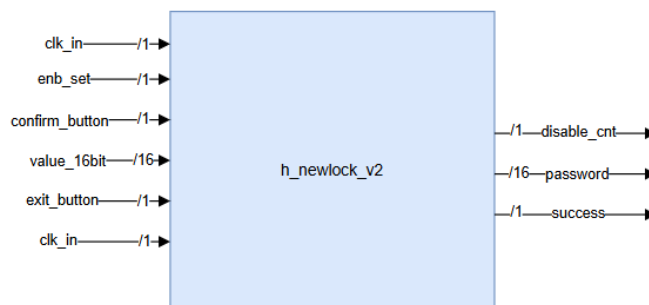 clk_in /1
enb_set /1
confirm_button /1
value_16bit /16
exit_button /1
clk_in /1
h_newlock_v2
/1 disable_cnt
/16 password
/1 success